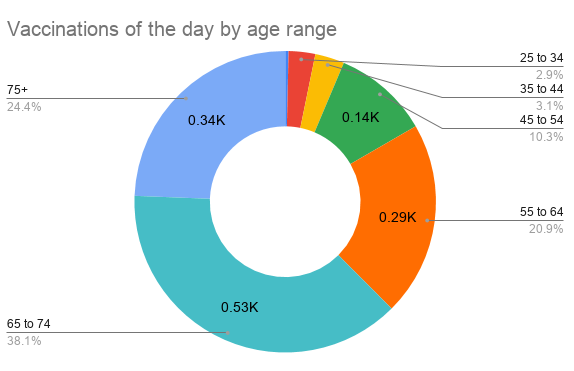 Vaccinations of the day by age range
25 to 34
2.9%
35 to 44
3.1%
45 to 54
10.3%
55 to 64
20.9%
65 to 74
38.1%
75+
24.4%
0.14K
0.29K
0.53K
0.34K